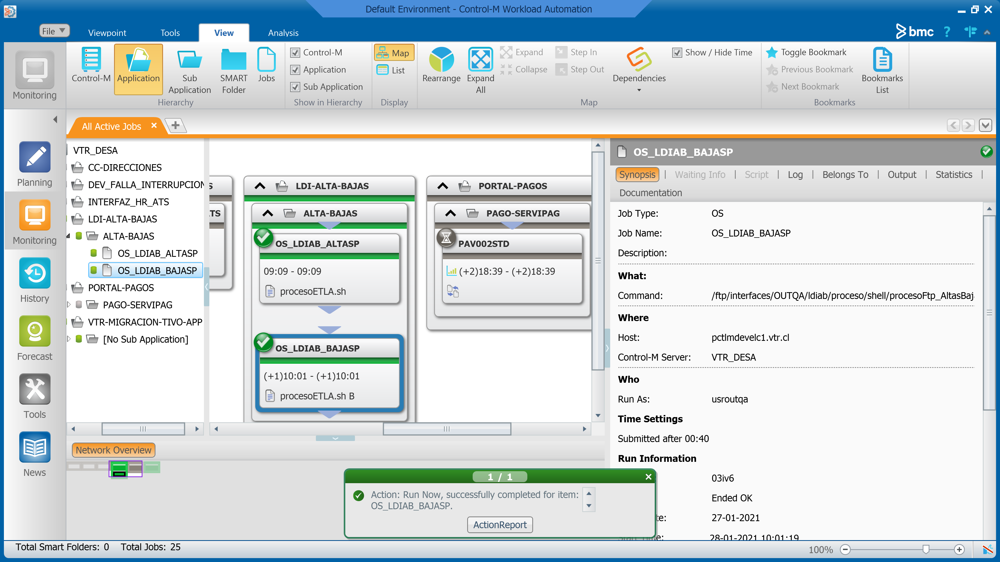 Default Environment - Control-M Workload Automation
File
Viewpoint
Tools
View
Analysis
bmc
?
Monitoring
Control-M
Application
Sub
Application
SMART
Folder
Jobs
Hierarchy
Control-M
Application
Sub Application
Show in Hierarchy
Map
List
Display
Rearrange
Expand
All
Expand
Collapse
Step In
Step Out
Dependencies
Show / Hide Time
Map
Toggle Bookmark
Previous Bookmark
Next Bookmark
Bookmarks
List
Bookmarks
All Active Jobs
Planning
Monitoring
History
Forecast
Tools
News
VTR_DESA
CC-DIRECCIONES
DEV_FALLA_INTERRUPCION
INTERFAZ_HR_ATS
LDI-ALTA-BAJAS
ALTA-BAJAS
OS_LDIAB_ALTASP
OS_LDIAB_BAJASP
PORTAL-PAGOS
PAGO-SERVIPAG
VTR-MIGRACION-TIVO-APP
[No Sub Application]
S
TS
LDI-ALTA-BAJAS
ALTA-BAJAS
OS_LDIAB_ALTASP
09:09 - 09:09
procesoETLA.sh
OS_LDIAB_BAJASP
(+1)10:01 - (+1)10:01
procesoETLA.sh B
PORTAL-PAGOS
PAGO-SERVIPAG
PAV002STD
(+2)18:39 - (+2)18:39
OS_LDIAB_BAJASP
Synopsis | Waiting Info | Script | Log | Belongs To | Output | Statistics |
Documentation
Job Type: OS
Job Name: OS_LDIAB_BAJASP
Description:
What:
Command: /ftp/interfaces/OUTQA/ldiab/proceso/shell/procesoFtp_AltasBaj
Where
Host: pctlmdevelc1.vtr.cl
Control-M Server: VTR_DESA
Who
Run As: usroutqa
Time Settings
Submitted after 00:40
Run Information
03iv6
Ended OK
te: 27-01-2021
Start Time: 28-01-2021 10:01:19
Network Overview
1 / 1
Action: Run Now, successfully completed for item:
OS_LDIAB_BAJASP.
ActionReport
Total Smart Folders: 0 Total Jobs: 25
100%